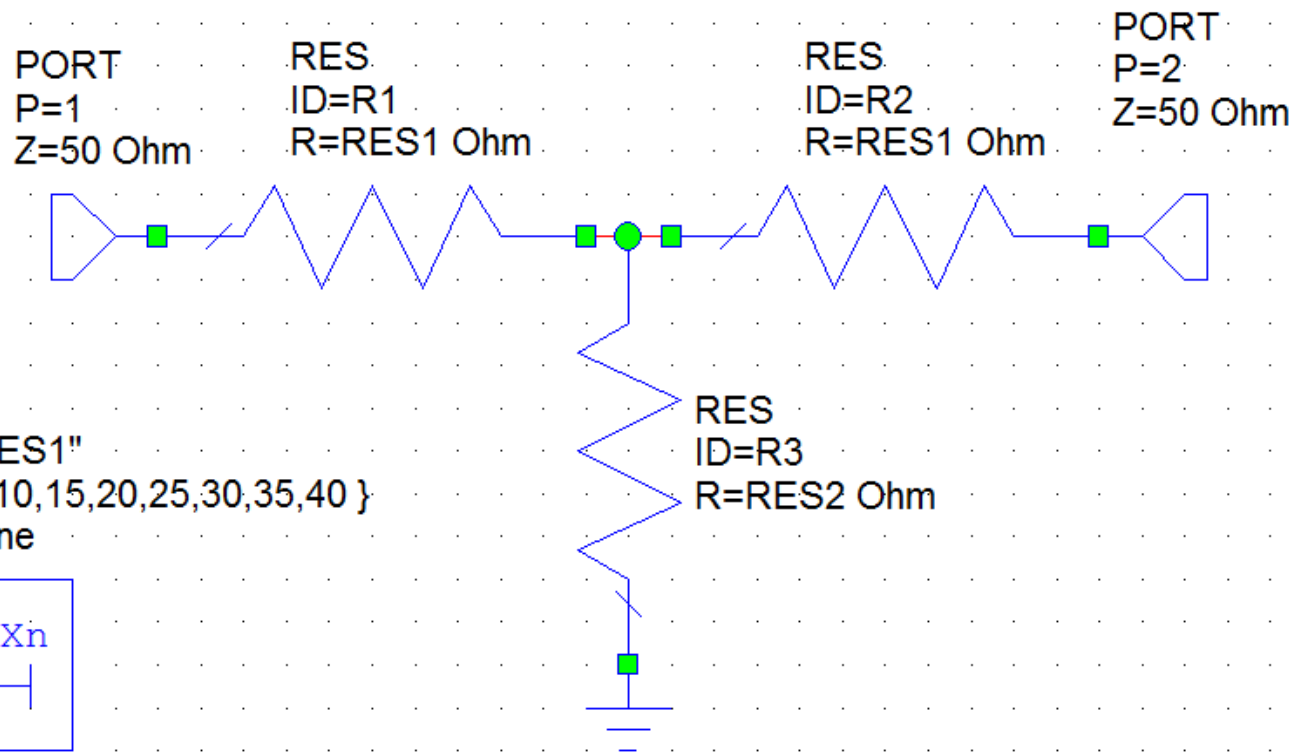 PORT
P=1
Z=50 Ohm
RES
ID=R1
R=RES1 Ohm
RES
ID=R2
R=RES1 Ohm
PORT
P=2
Z=50 Ohm
RES
ID=R3
R=RES2 Ohm
ES1"
10,15,20,25,30,35,40 }
ne
Xn